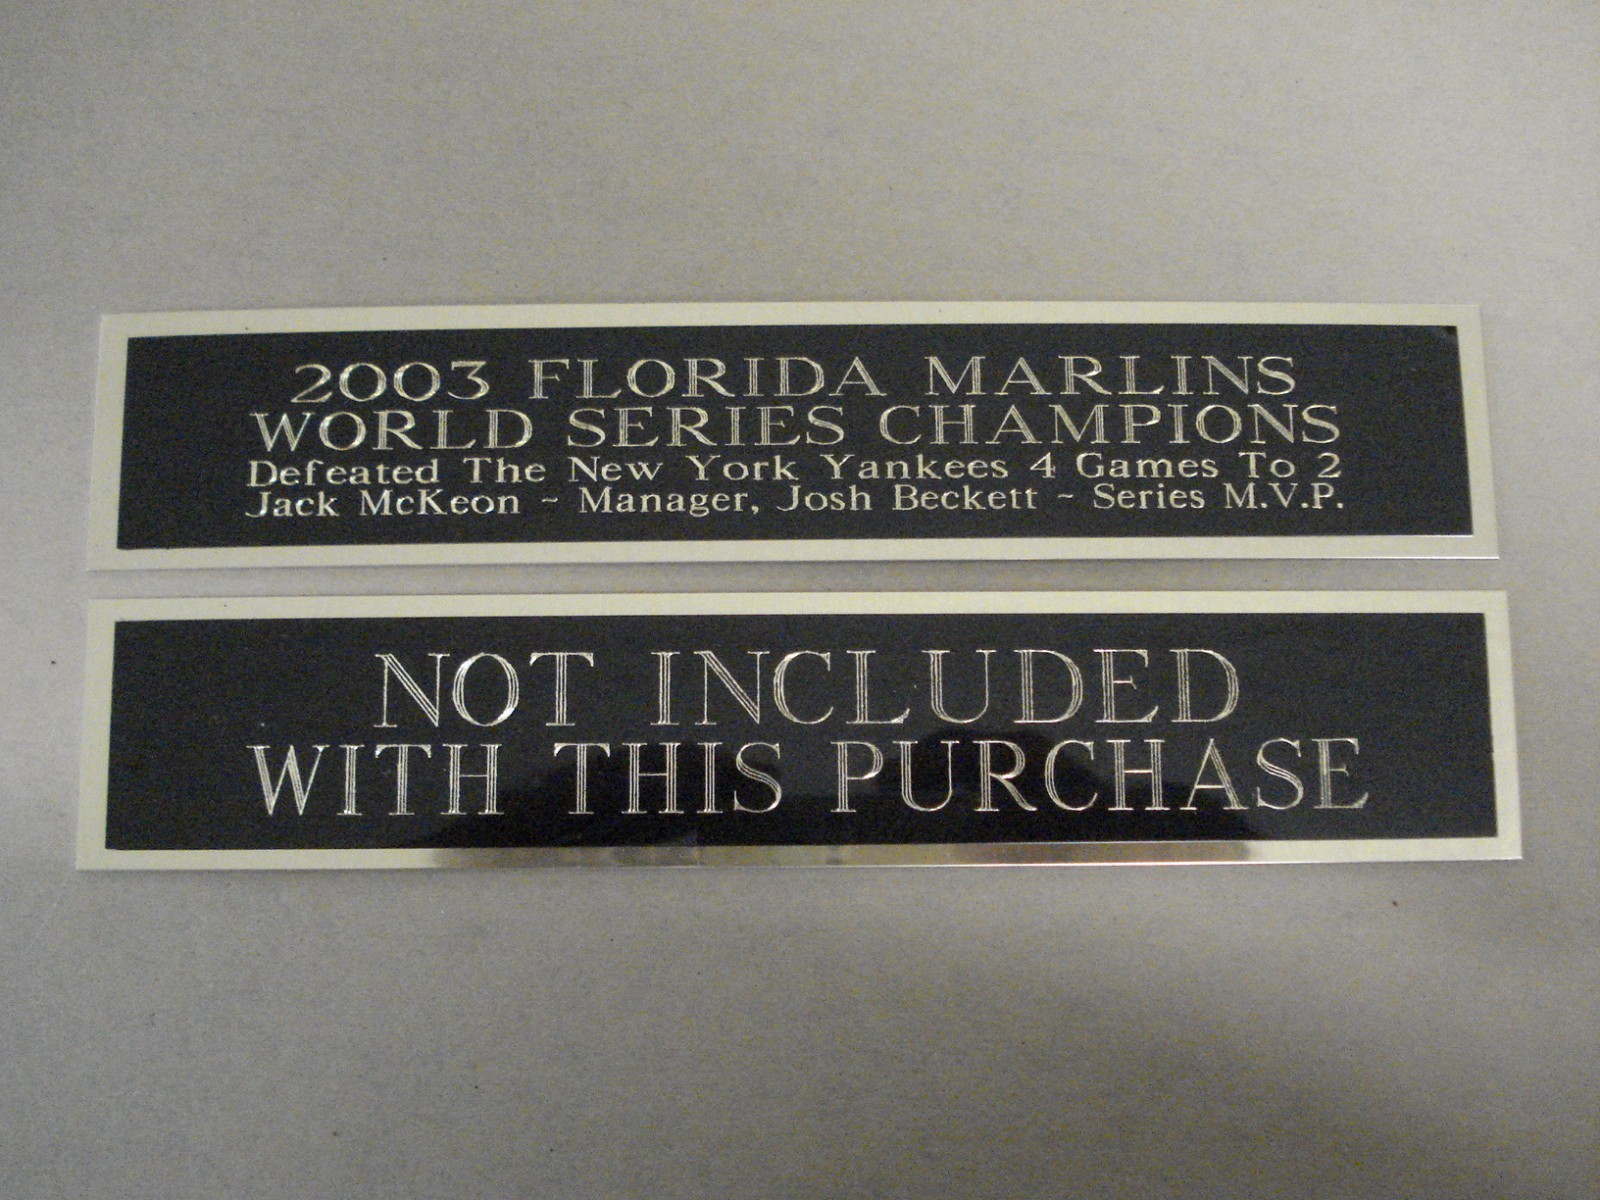 2003 FLORIDA MARLINS
WORLD SERIES CHAMPIONS
Defeated The New York Yankees 4 Games To 2
Jack McKeon ~ Manager, Josh Beckett ~ Series M.V.P.
NOT INCLUDED
WITH THIS PURCHASE